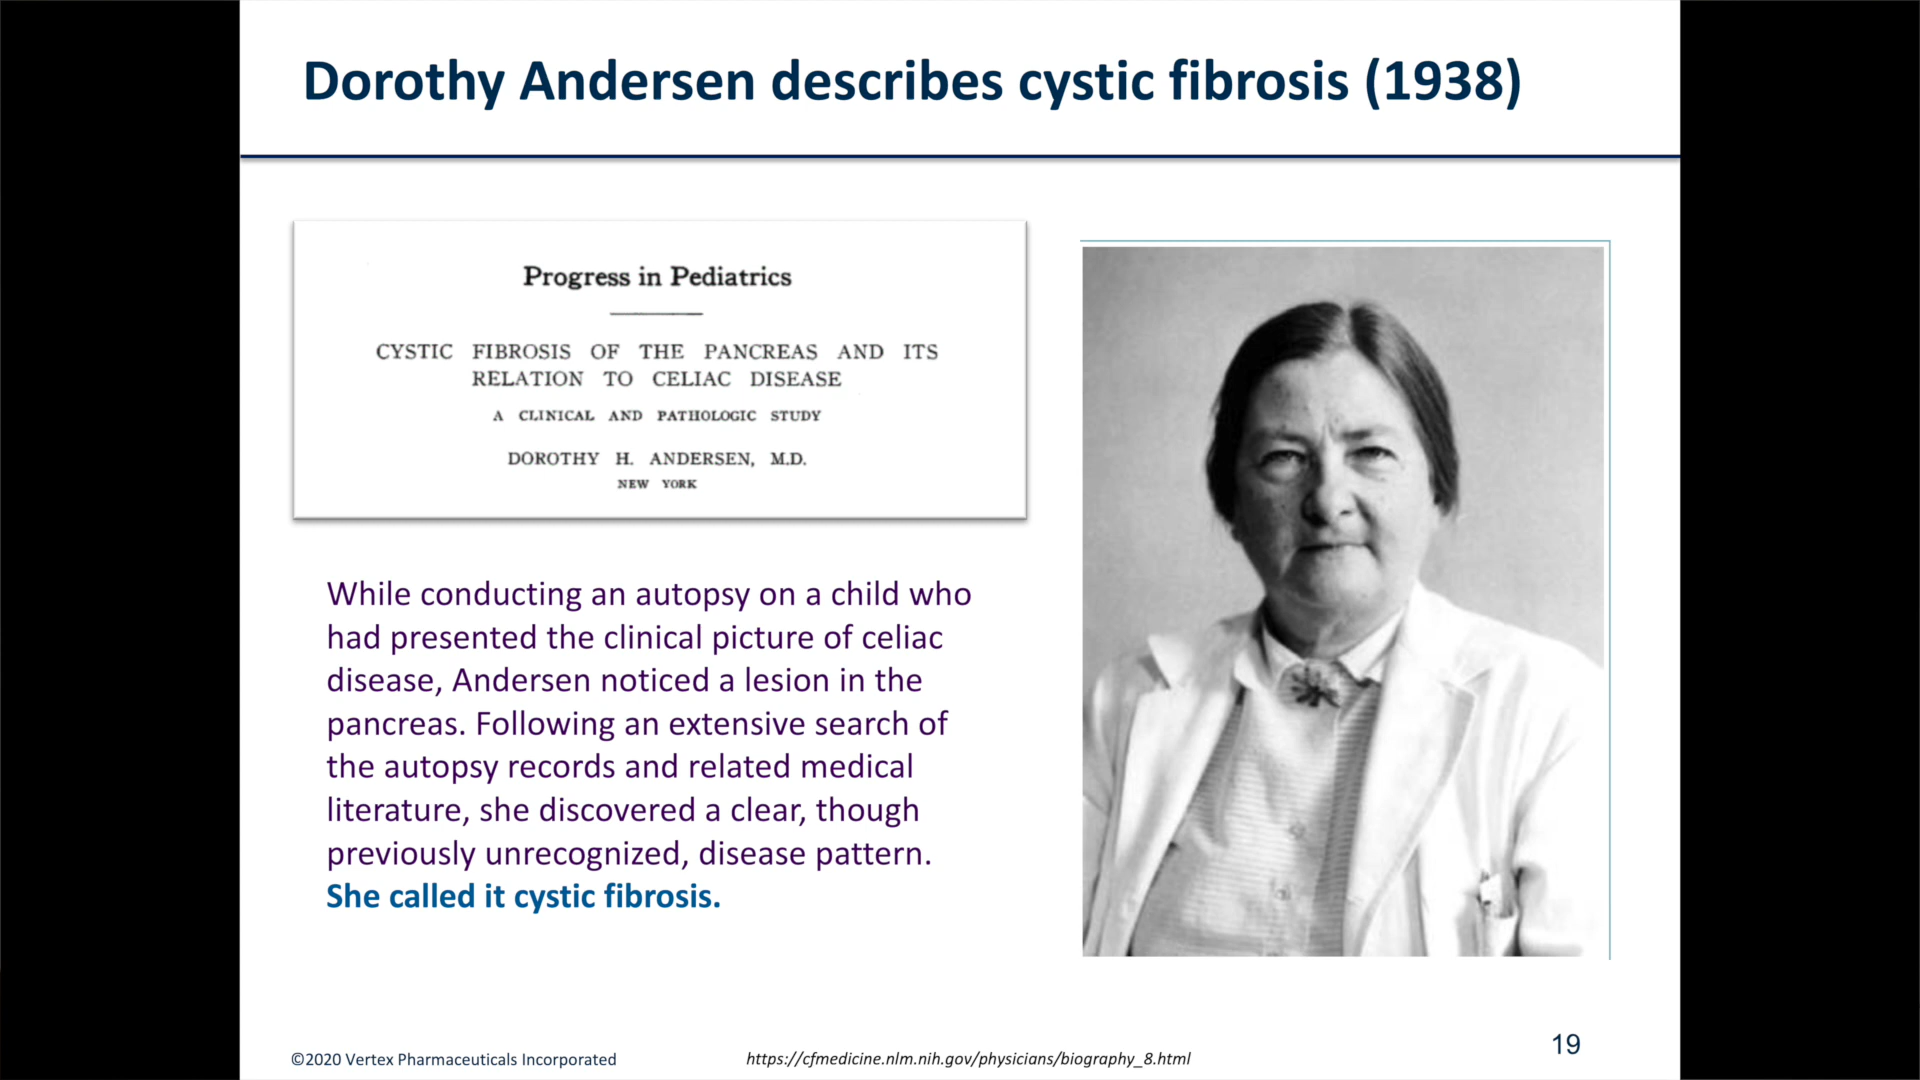 Dorothy Andersen describes cystic fibrosis (1938)
Progress in Pediatrics
CYSTIC FIBROSIS OF THE PANCREAS AND ITS
RELATION TO CELIAC DISEASE
A CLINICAL AND PATHOLOGIC STUDY
DOROTHY H. ANDERSEN, M.D.
NEW YORK
While conducting an autopsy on a child who
had presented the clinical picture of celiac
disease, Andersen noticed a lesion in the
pancreas. Following an extensive search of
the autopsy records and related medical
literature, she discovered a clear, though
previously unrecognized, disease pattern.
She called it cystic fibrosis.
©2020 Vertex Pharmaceuticals Incorporated
https://cfmedicine.nlm.nih.gov/physicians/biography_8.html
19